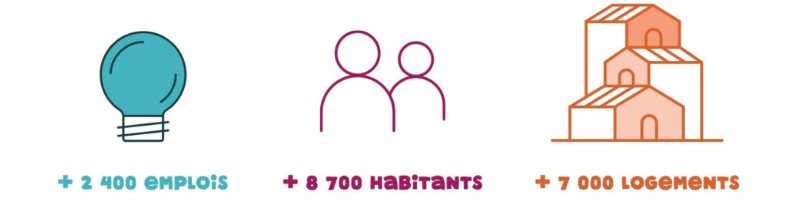 + 2 400 emplois
+ 8 700 Habitants
+ 7 000 Logements